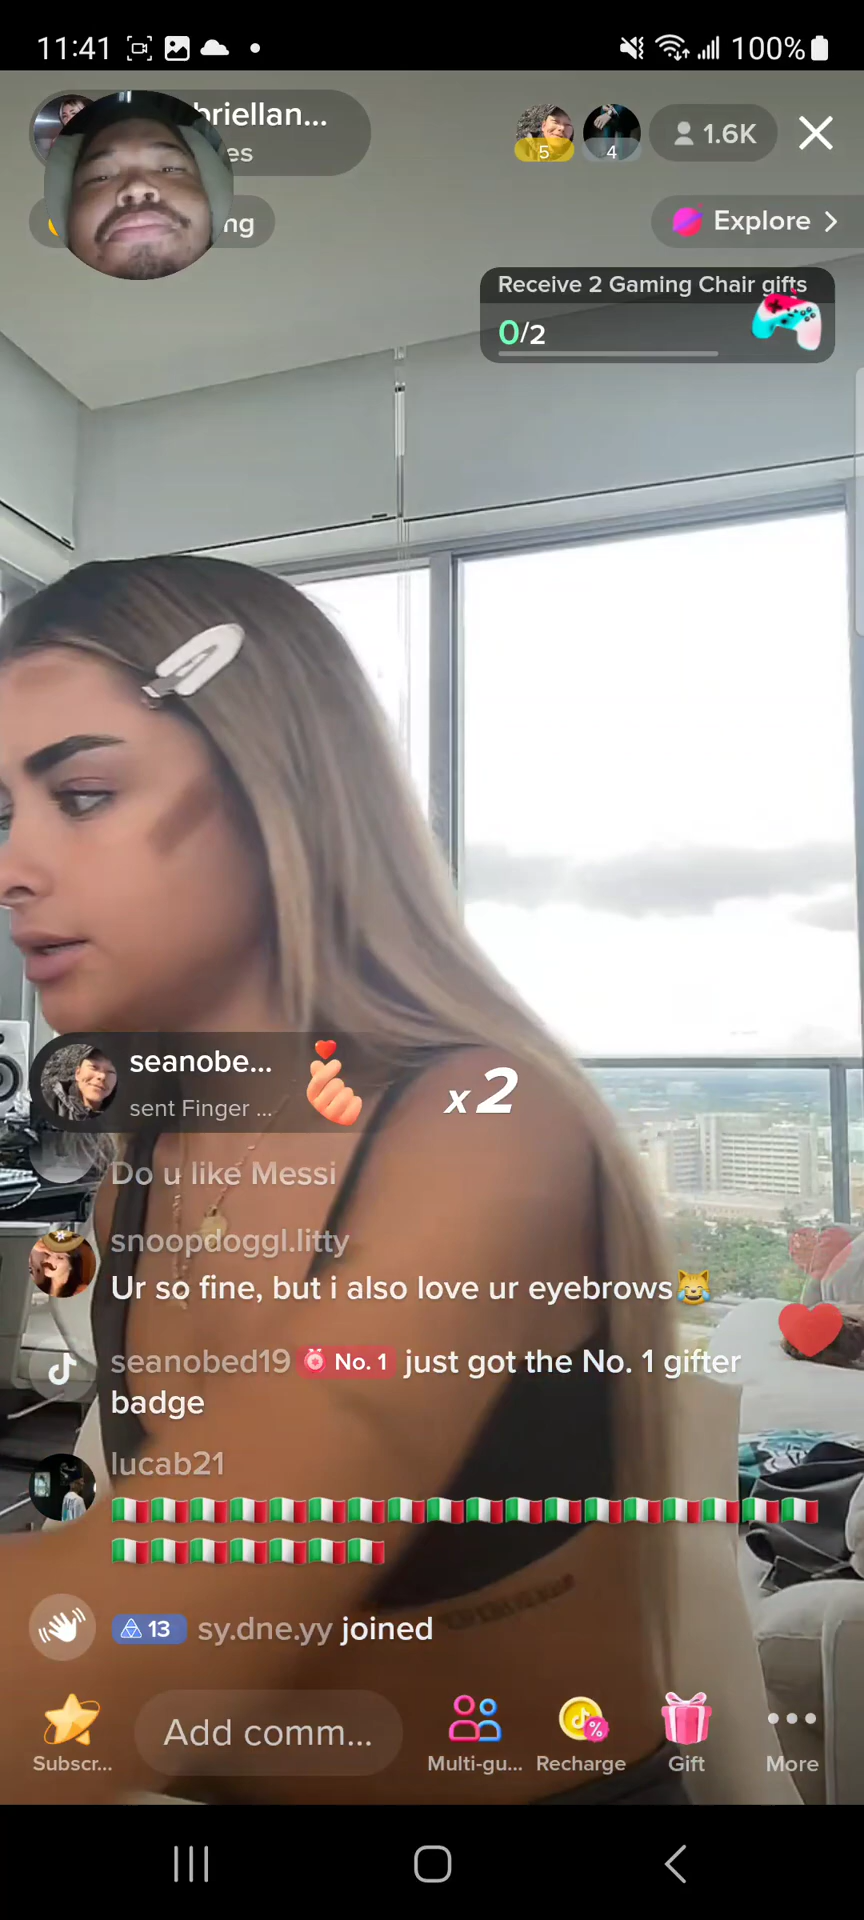 11:41
100%
briellan...
es
5
4
1.6K
ng
Explore
Receive 2 Gaming Chair gifts
0/2
seanobe...
sent Finger ...
x2
Do u like Messi
snoopdoggl.litty
Ur so fine, but i also love ur eyebrows😹
seanobed19 No. 1 just got the No. 1 gifter
badge
lucab21
🇮🇹🇮🇹🇮🇹🇮🇹🇮🇹🇮🇹🇮🇹🇮🇹🇮🇹🇮🇹🇮🇹🇮🇹🇮🇹🇮🇹🇮🇹🇮🇹🇮🇹🇮🇹
🇮🇹🇮🇹🇮🇹🇮🇹🇮🇹🇮🇹🇮🇹
13 sy.dne.yy joined
Add comm...
Subscr...
Multi-gu...
Recharge
Gift
More